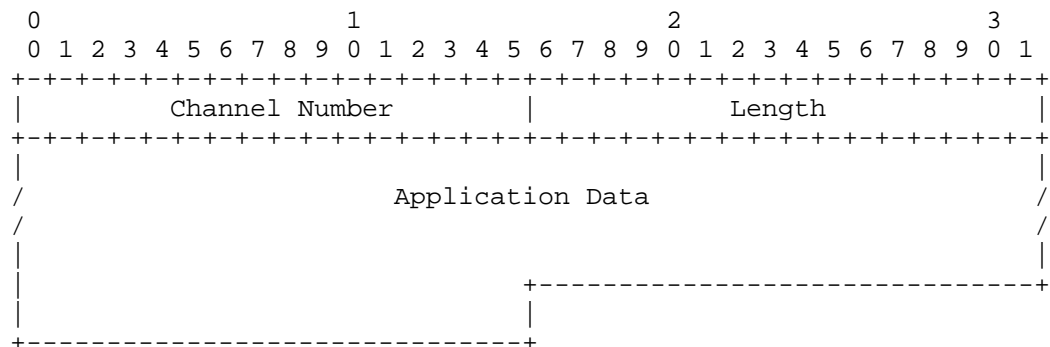 0                   1                   2                   3
0 1 2 3 4 5 6 7 8 9 0 1 2 3 4 5 6 7 8 9 0 1 2 3 4 5 6 7 8 9 0 1
+-+-+-+-+-+-+-+-+-+-+-+-+-+-+-+-+-+-+-+-+-+-+-+-+-+-+-+-+-+-+-+-+
|         Channel Number        |            Length             |
+-+-+-+-+-+-+-+-+-+-+-+-+-+-+-+-+-+-+-+-+-+-+-+-+-+-+-+-+-+-+-+-+
|                                                               |
/                       Application Data                        /
/                                                               /
|                                                               |
|                               +-------------------------------+
|                               |
+-------------------------------+